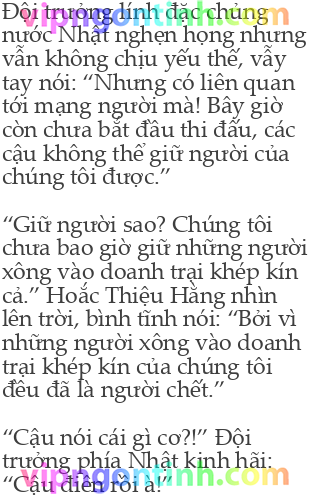 Đội trưởng lính đặc chủng
nước Nhật nghẹn họng nhưng
vẫn không chịu yếu thế, vẫy
tay nói: “Nhưng có liên quan
tới mạng người mà! Bây giờ
còn chưa bắt đầu thi đấu, các
cậu không thể giữ người của
chúng tôi được.”
“Giữ người sao? Chúng tôi
chưa bao giờ giữ những người
xông vào doanh trại khép kín
cả.” Hoắc Thiệu Hằng nhìn
lên trời, bình tĩnh nói: “Bởi vì
những người xông vào doanh
trại khép kín của chúng tôi
đều đã là người chết.”
“Cậu nói cái gì cơ?!” Đội
trưởng phía Nhật kinh hãi:
“Cậu điên rồi à!”
vipngontinh.com